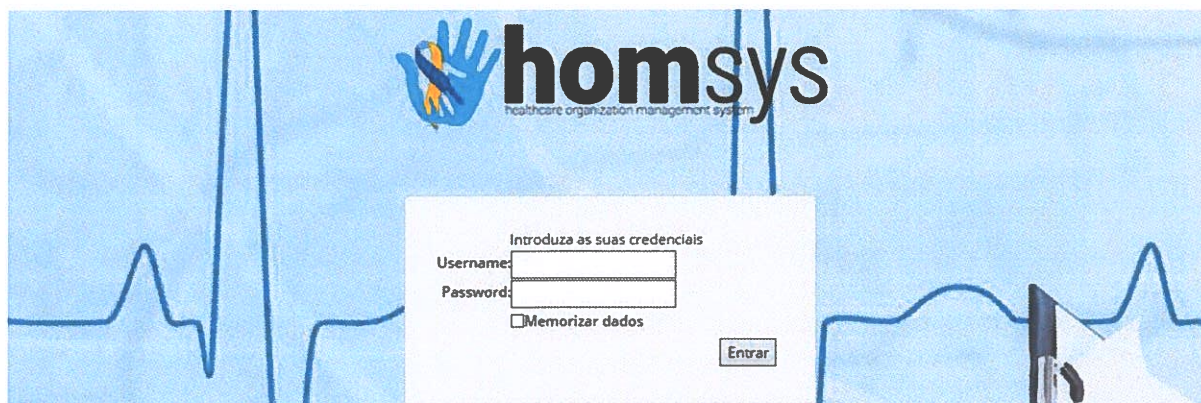 homsys
healthcare organization management system
Introduza as suas credenciais
Username:
Password:
Memorizar dados
Entrar